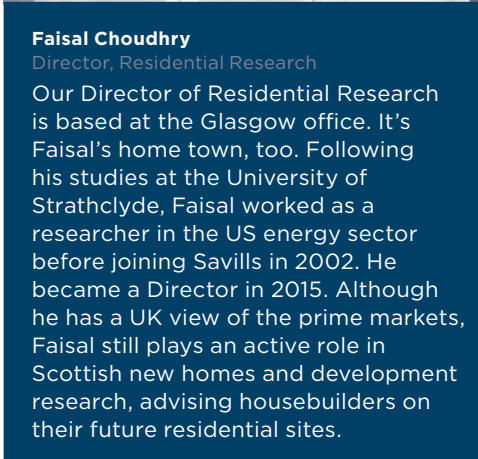 Faisal Choudhry
Director, Residential Research
Our Director of Residential Research
is based at the Glasgow office. It’s
Faisal’s home town, too. Following
his studies at the University of
Strathclyde, Faisal worked as a
researcher in the US energy sector
before joining Savills in 2002. He
became a Director in 2015. Although
he has a UK view of the prime markets,
Faisal still plays an active role in
Scottish new homes and development
research, advising housebuilders on
their future residential sites.